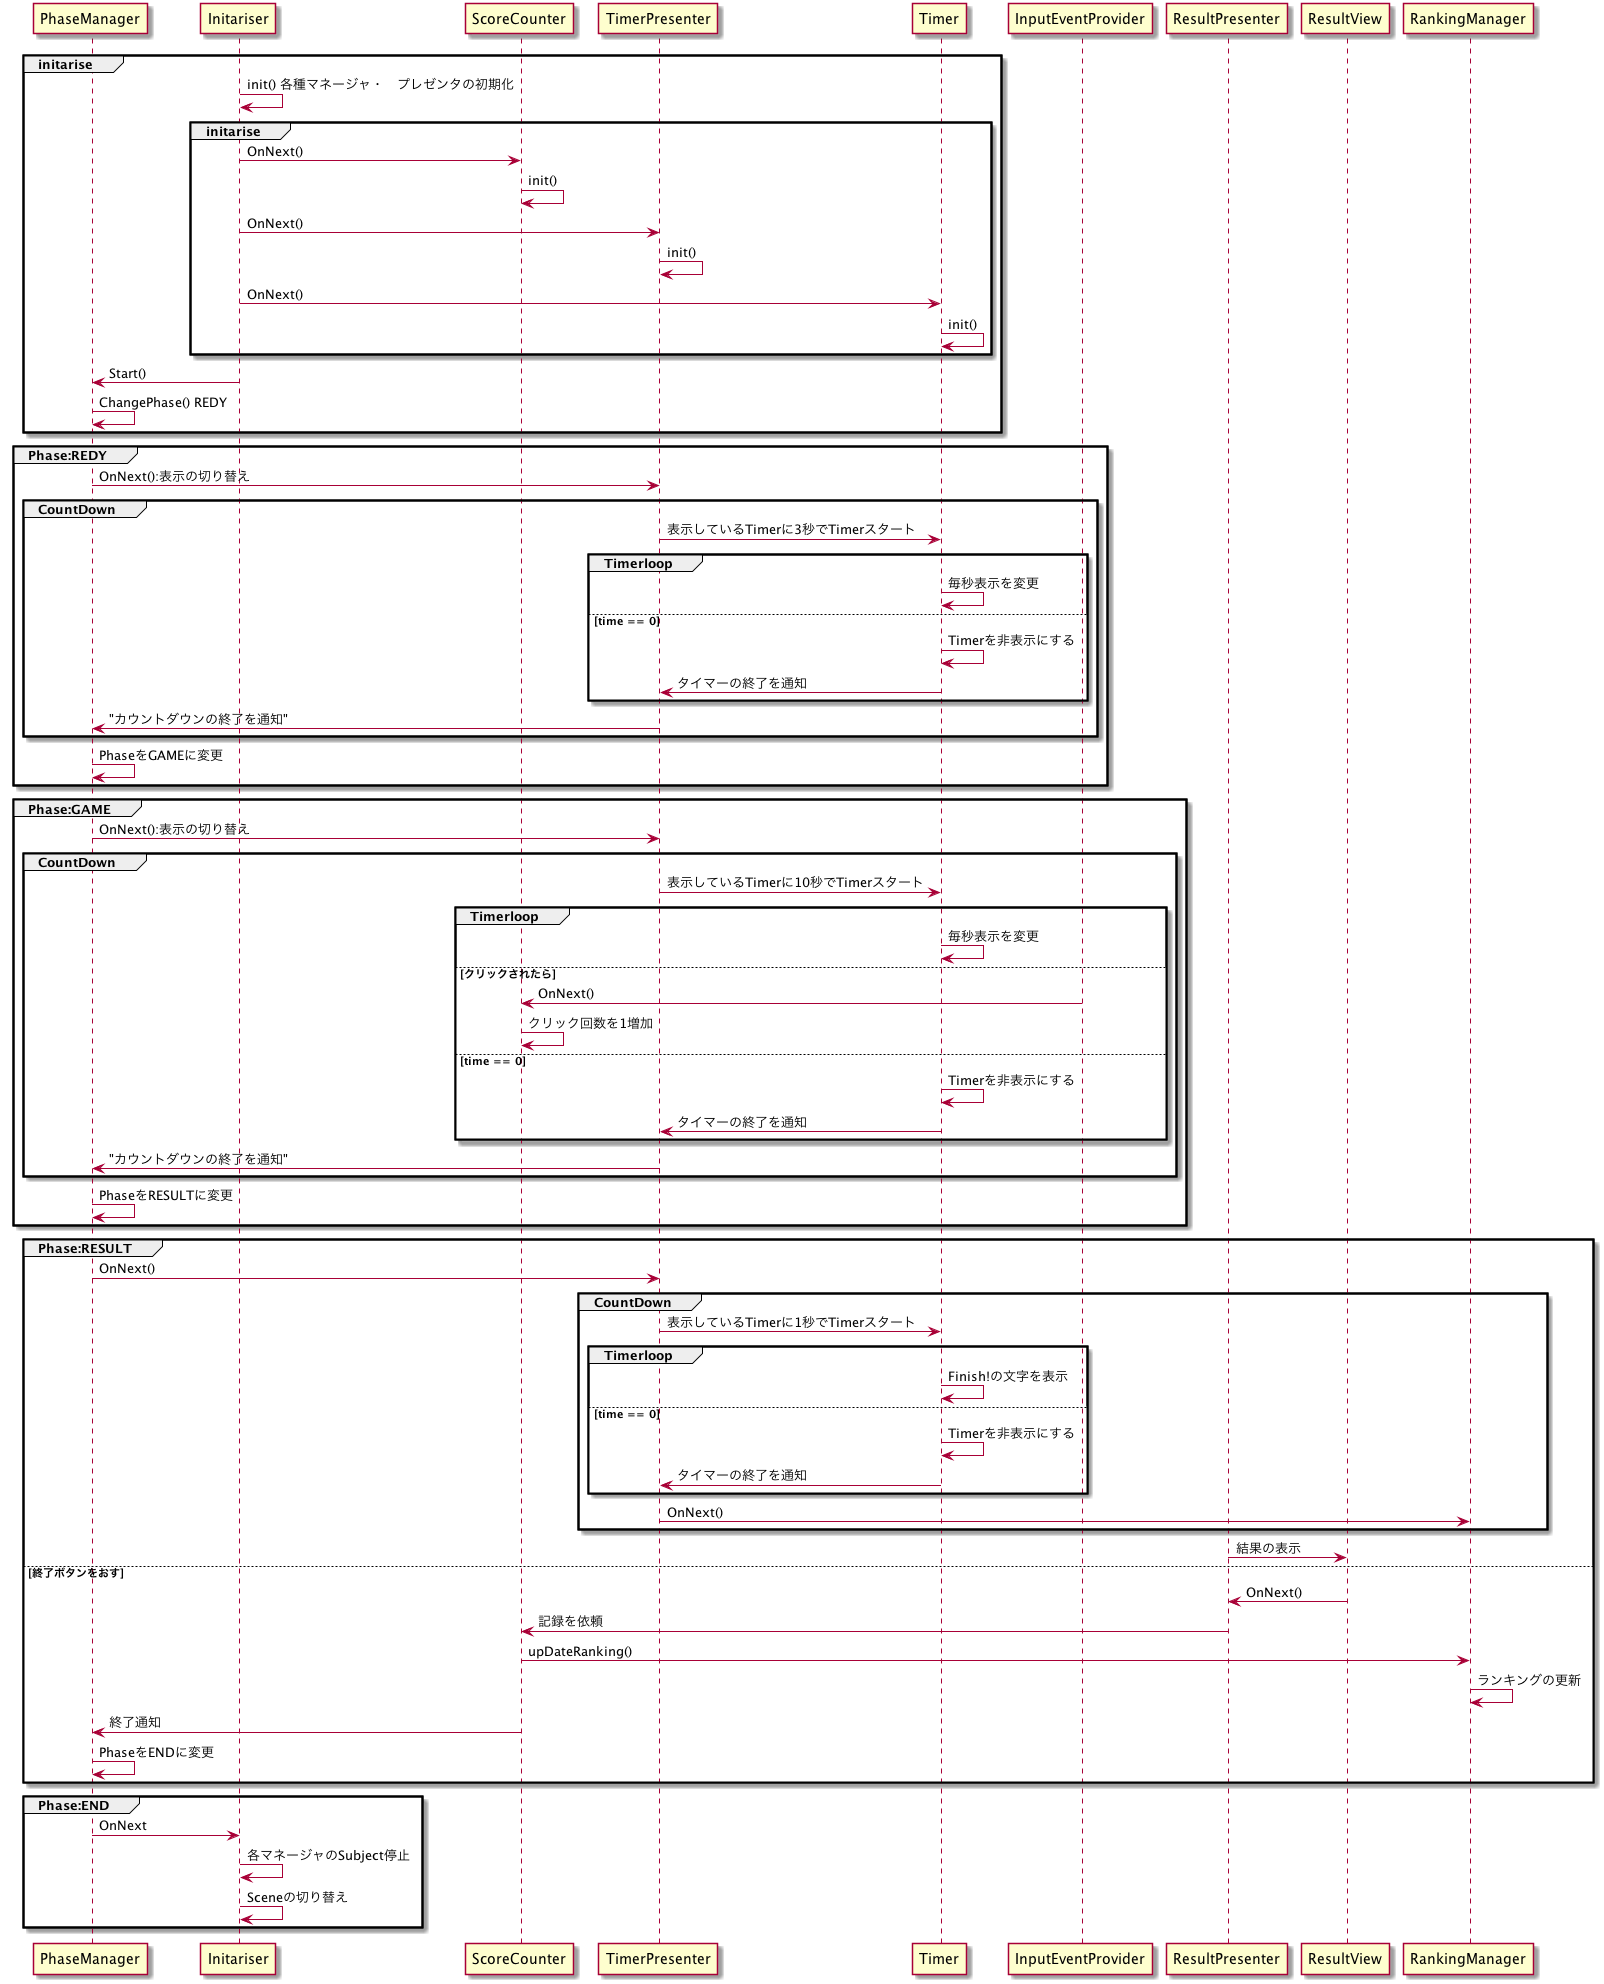 PhaseManager Initariser ScoreCounter TimerPresenter Timer InputEventProvider ResultPresenter ResultView RankingManager
initarise
init() 各種マネージャ・　プレゼンタの初期化
initarise
OnNext()
init()
OnNext()
init()
OnNext()
init()
Start()
ChangePhase() REDY
Phase:REDY
OnNext():表示の切り替え
CountDown
表示しているTimerに3秒でTimerスタート
Timerloop
毎秒表示を変更
[time == 0]
Timerを非表示にする
タイマーの終了を通知
"カウントダウンの終了を通知"
PhaseをGAMEに変更
Phase:GAME
OnNext():表示の切り替え
CountDown
表示しているTimerに10秒でTimerスタート
Timerloop
毎秒表示を変更
[クリックされたら]
OnNext()
クリック回数を1増加
[time == 0]
Timerを非表示にする
タイマーの終了を通知
"カウントダウンの終了を通知"
PhaseをRESULTに変更
Phase:RESULT
OnNext()
CountDown
表示しているTimerに1秒でTimerスタート
Timerloop
Finish!の文字を表示
[time == 0]
Timerを非表示にする
タイマーの終了を通知
OnNext()
結果の表示
[終了ボタンをおす]
OnNext()
記録を依頼
upDateRanking()
ランキングの更新
終了通知
PhaseをENDに変更
Phase:END
OnNext
各マネージャのSubject停止
Sceneの切り替え
PhaseManager Initariser ScoreCounter TimerPresenter Timer InputEventProvider ResultPresenter ResultView RankingManager